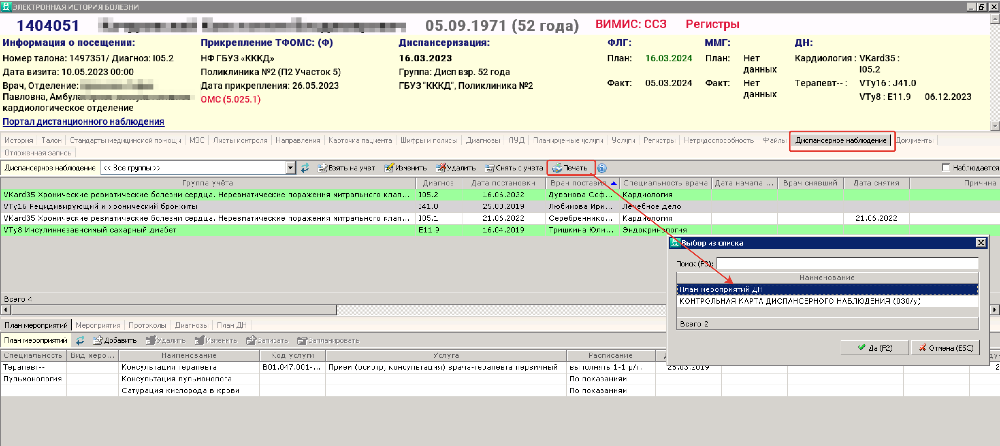 ЭЛЕКТРОННАЯ ИСТОРИЯ БОЛЕЗНИ
1404051 05.09.1971 (52 года) ВИМИС: ССЗ Регистры
Информация о посещении: Прикрепление ТФОМС: (Ф) Диспансеризация: ФЛГ: ММГ: ДН:
Номер талона: 1497351/ Диагноз: I05.2 НФ ГБУЗ «КККД» 16.03.2023 План: 16.03.2024 План: Нет данных Кардиология : VKard35 : I05.2
Дата визита: 10.05.2023 00:00 Поликлиника №2 (П2 Участок 5) Группа: Дисп взр. 52 года
Врач, Отделение: Дата прикрепления: 26.05.2023 ГБУЗ "КККД", Поликлиника №2 Факт: 05.03.2024 Факт: Нет данных Терапевт-- : VTy16 : J41.0
Павловна, ОМС (5.025.1) VTy8 : E11.9 06.12.2023
кардиологическое отделение
Портал дистанционного наблюдения
История Талон Стандарты медицинской помощи МЭС Листы контроля Направления Карточка пациента Шифры и полисы Диагнозы ЛУД Планируемые услуги Услуги Регистры Нетрудоспособность Файлы Диспансерное наблюдение Документы
Отложенная запись
Диспансерное наблюдение << Все группы >> Взять на учет Изменить Удалить Снять с учета Печать Наблюдается
Группа учёта Диагноз Дата постановки Врач поставил Специальность врача Дата начала ... Врач снявший Дата снятия Причина
VKard35 Хронические ревматические болезни сердца. Неревматические поражения митрального клап... I05.2 16.06.2022 Дуванова Соф... Кардиология
VTy16 Рецидивирующий и хронический бронхиты J41.0 25.03.2019 Любимова Ири... Лечебное дело
VKard35 Хронические ревматические болезни сердца. Неревматические поражения митрального клап... I05.1 21.06.2022 Серебреннико... Кардиология 21.06.2022
VTy8 Инсулиннезависимый сахарный диабет E11.9 16.04.2019 Тришкина Юли... Эндокринология
Выбор из списка
Поиск (F3):
Наименование
План мероприятий ДН
КОНТРОЛЬНАЯ КАРТА ДИСПАНСЕРНОГО НАБЛЮДЕНИЯ (030/у)
Всего 2
Да (F2) Отмена (ESC)
Всего 4
План мероприятий Мероприятия Протоколы Диагнозы План ДН
План мероприятий Добавить Удалить Изменить Записать Запланировать
Специальность Вид меро... Наименование Код услуги Услуга Расписание
Терапевт-- Консультация терапевта B01.047.001-... Прием (осмотр, консультация) врача-терапевта первичный выполнять 1-1 р/г. 25.03.2019 2
Пульмонология Консультация пульмонолога По показаниям
Сатурация кислорода в крови По показаниям